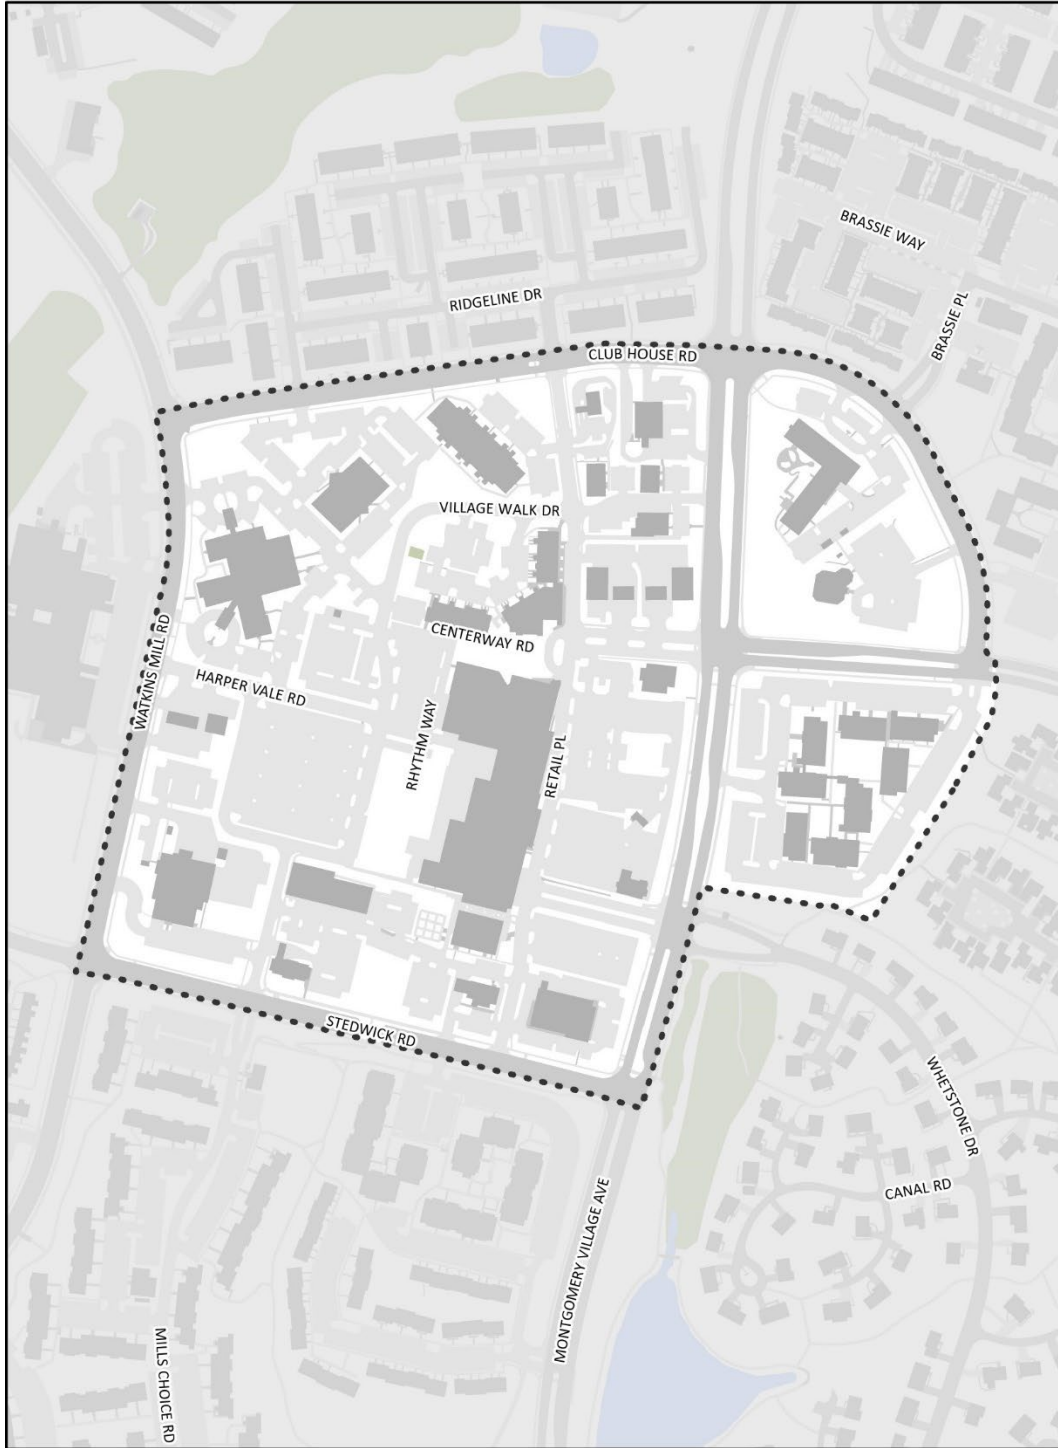 BRASSIE WAY
RIDGELINE DR
BRASSIE PL
CLUB HOUSE RD
VILLAGE WALK DR
CENTERWAY RD
WATKINS MILL RD
HARPER VALE RD
RHYTHM WAY
RETAIL PL
STEDWICK RD
WHETSTONE DR
CANAL RD
MONTGOMERY VILLAGE AVE
MILLS CHOICE RD